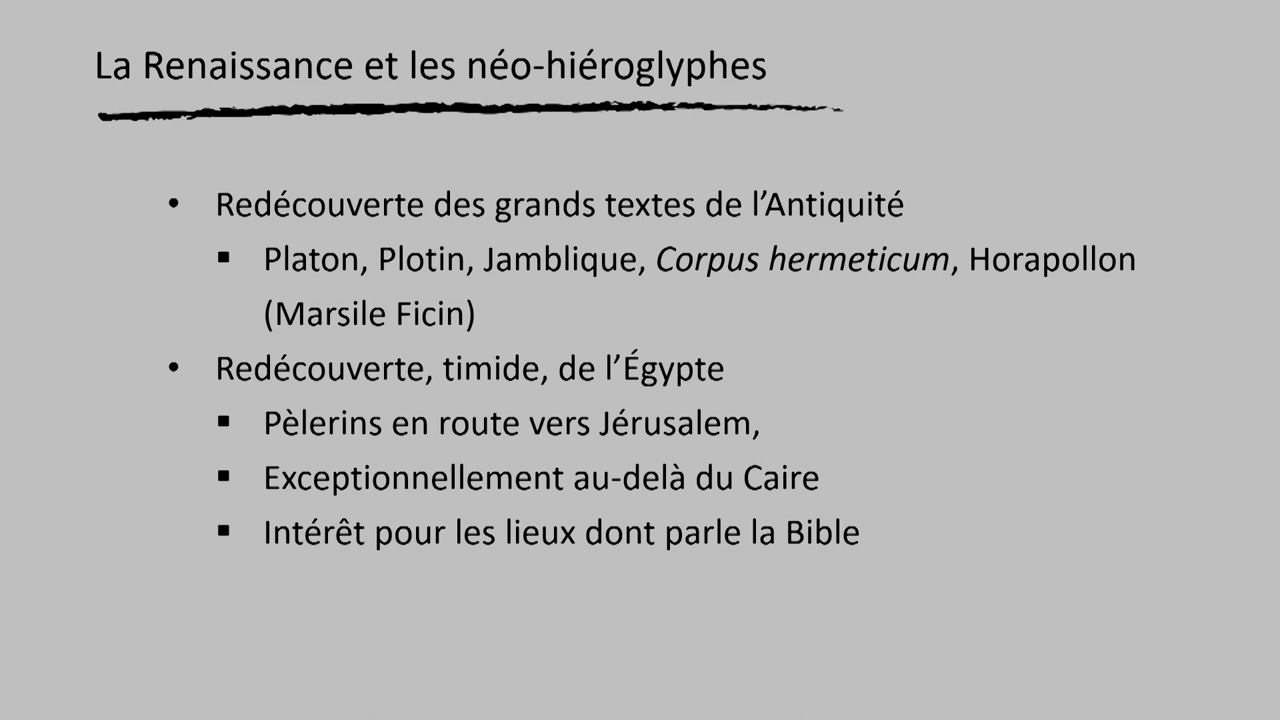 La Renaissance et les néo-hiéroglyphes
• Redécouverte des grands textes de l’Antiquité
▪ Platon, Plotin, Jamblique, Corpus hermeticum, Horapollon
(Marsile Ficin)
• Redécouverte, timide, de l’Égypte
▪ Pèlerins en route vers Jérusalem,
▪ Exceptionnellement au-delà du Caire
▪ Intérêt pour les lieux dont parle la Bible